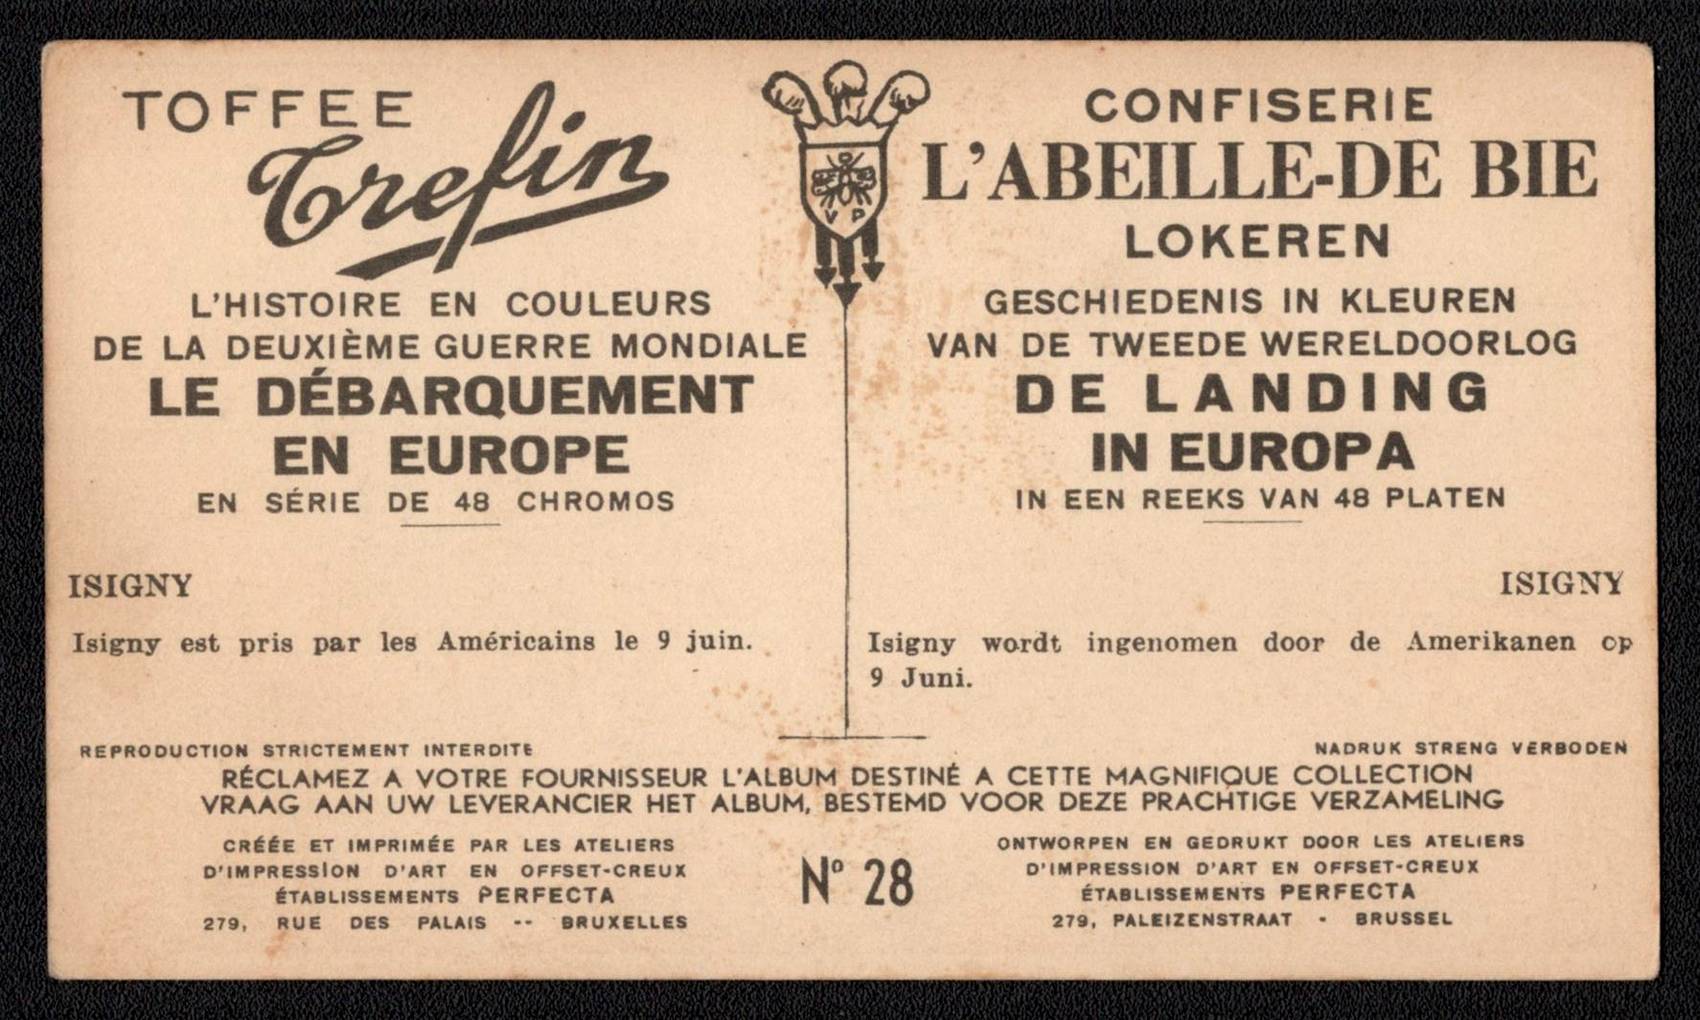 TOFFEE
Trefin
L'HISTOIRE EN COULEURS
DE LA DEUXIÈME GUERRE MONDIALE
LE DÉBARQUEMENT
EN EUROPE
EN SÉRIE DE 48 CHROMOS
ISIGNY
Isigny est pris par les Américains le 9 juin.
V P
CONFISERIE
L'ABEILLE-DE BIE
LOKEREN
GESCHIEDENIS IN KLEUREN
VAN DE TWEEDE WERELDOORLOG
DE LANDING
IN EUROPA
IN EEN REEKS VAN 48 PLATEN
ISIGNY
Isigny wordt ingenomen door de Amerikanen op
9 Juni.
REPRODUCTION STRICTEMENT INTERDITE
NADRUK STRENG VERBODEN
RÉCLAMEZ A VOTRE FOURNISSEUR L'ALBUM DESTINÉ A CETTE MAGNIFIQUE COLLECTION
VRAAG AAN UW LEVERANCIER HET ALBUM, BESTEMD VOOR DEZE PRACHTIGE VERZAMELING
CRÉÉE ET IMPRIMÉE PAR LES ATELIERS
D'IMPRESSION D'ART EN OFFSET-CREUX
ÉTABLISSEMENTS PERFECTA
279, RUE DES PALAIS -- BRUXELLES
N° 28
ONTWORPEN EN GEDRUKT DOOR LES ATELIERS
D'IMPRESSION D'ART EN OFFSET-CREUX
ÉTABLISSEMENTS PERFECTA
279, PALEIZENSTRAAT - BRUSSEL